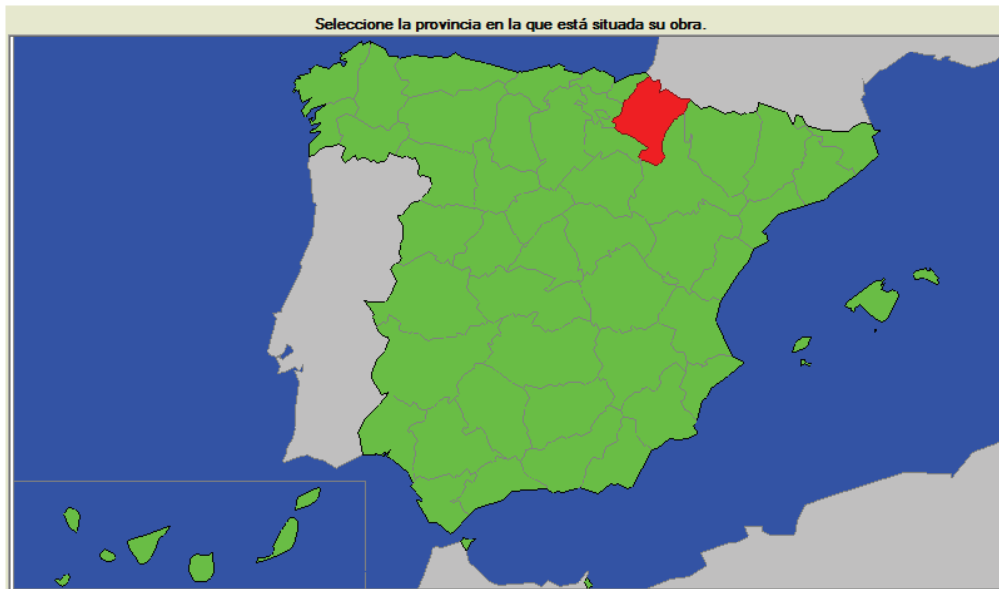 Seleccione la provincia en la que está situada su obra.